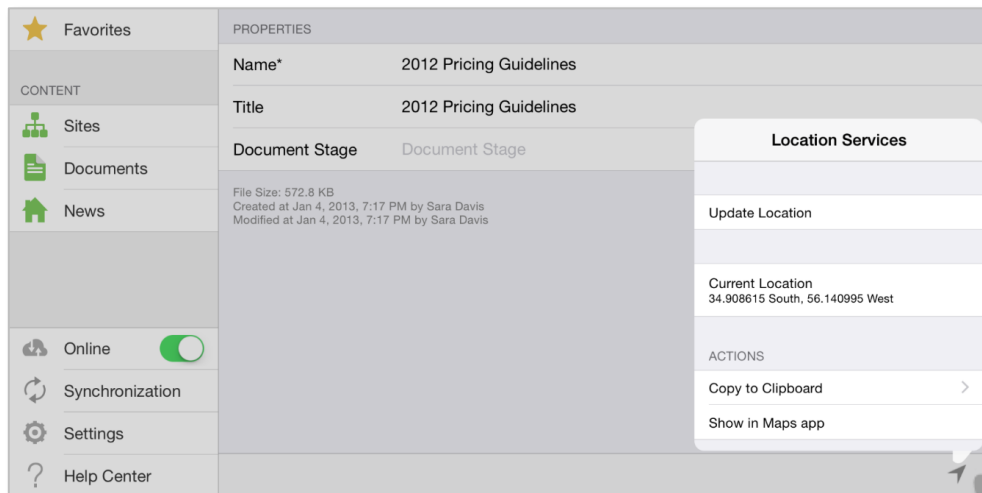 Favorites
CONTENT
Sites
Documents
News
Online
Synchronization
Settings
Help Center
PROPERTIES
Name* 2012 Pricing Guidelines
Title 2012 Pricing Guidelines
Document Stage Document Stage
File Size: 572.8 KB
Created at Jan 4, 2013, 7:17 PM by Sara Davis
Modified at Jan 4, 2013, 7:17 PM by Sara Davis
Location Services
Update Location
Current Location
34.908615 South, 56.140995 West
ACTIONS
Copy to Clipboard
Show in Maps app